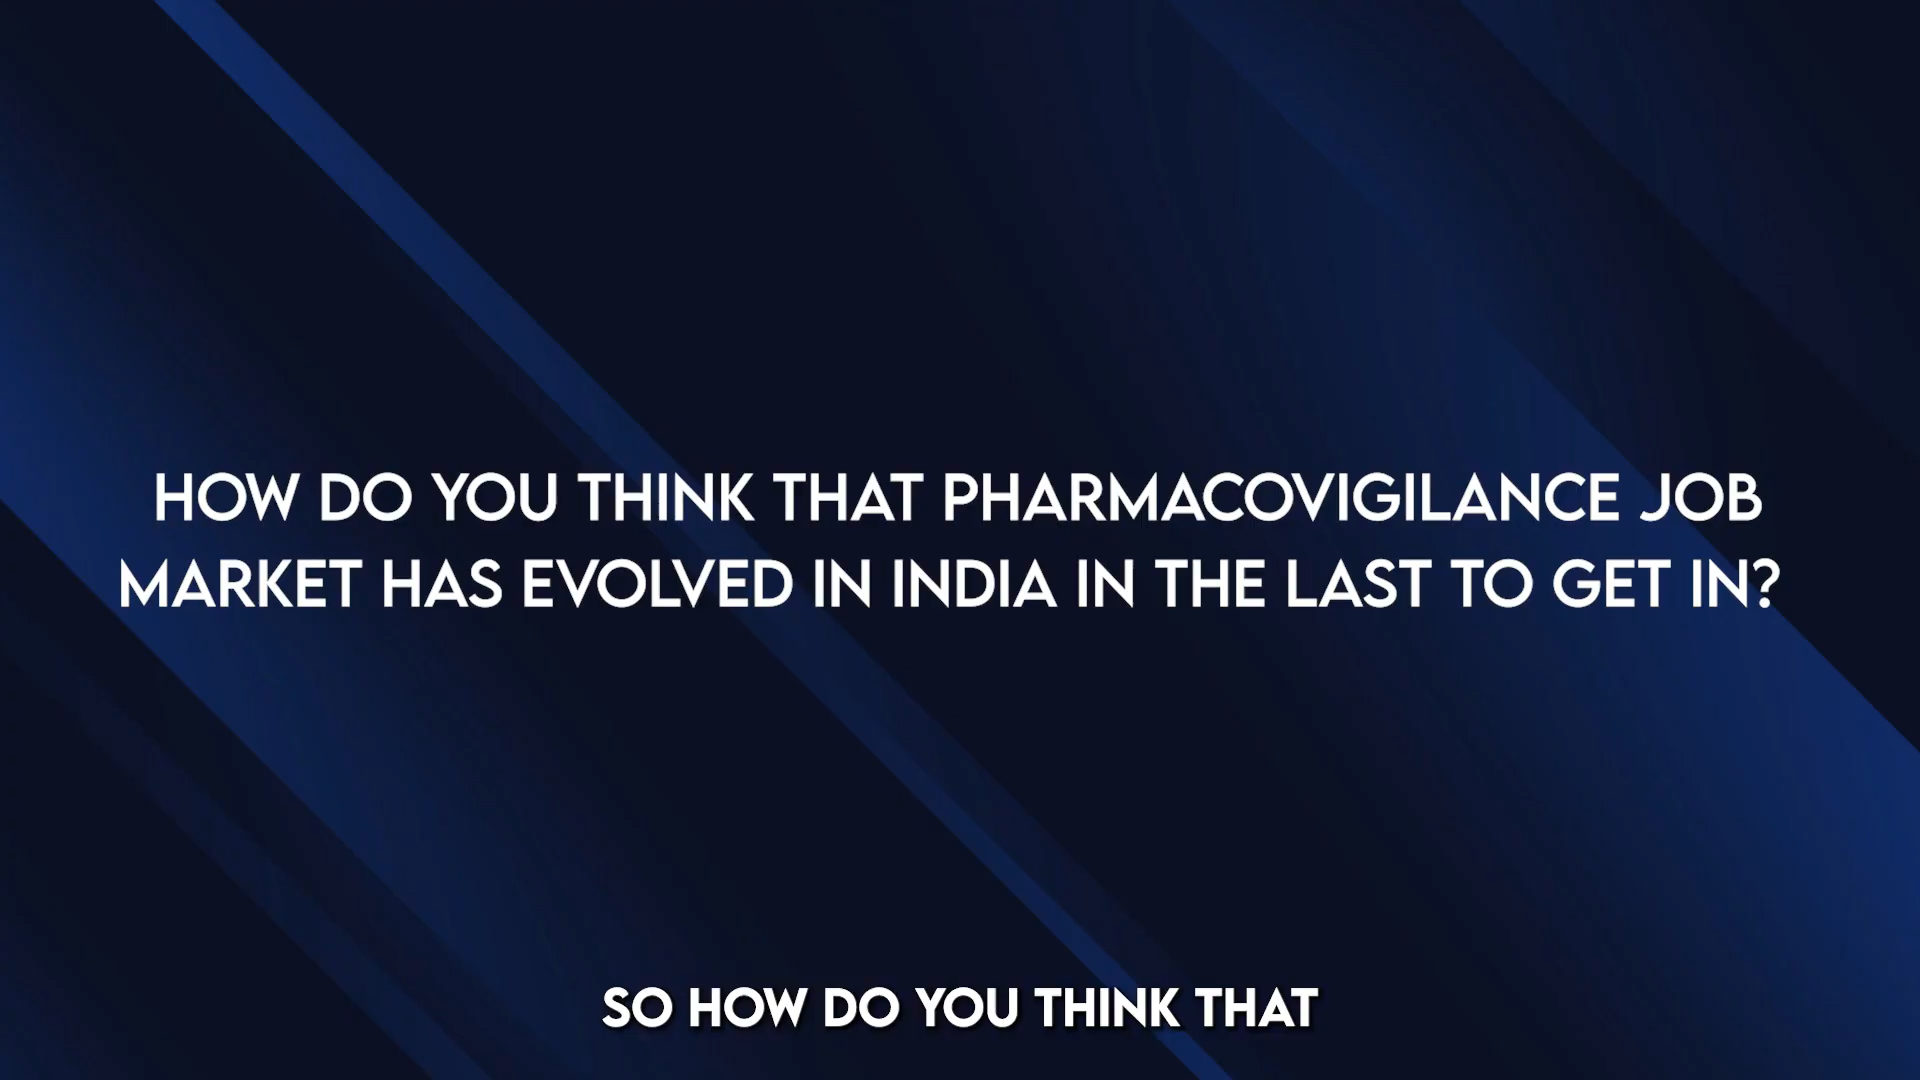 HOW DO YOU THINK THAT PHARMACOVIGILANCE JOB
MARKET HAS EVOLVED IN INDIA IN THE LAST TO GET IN?
SO HOW DO YOU THINK THAT